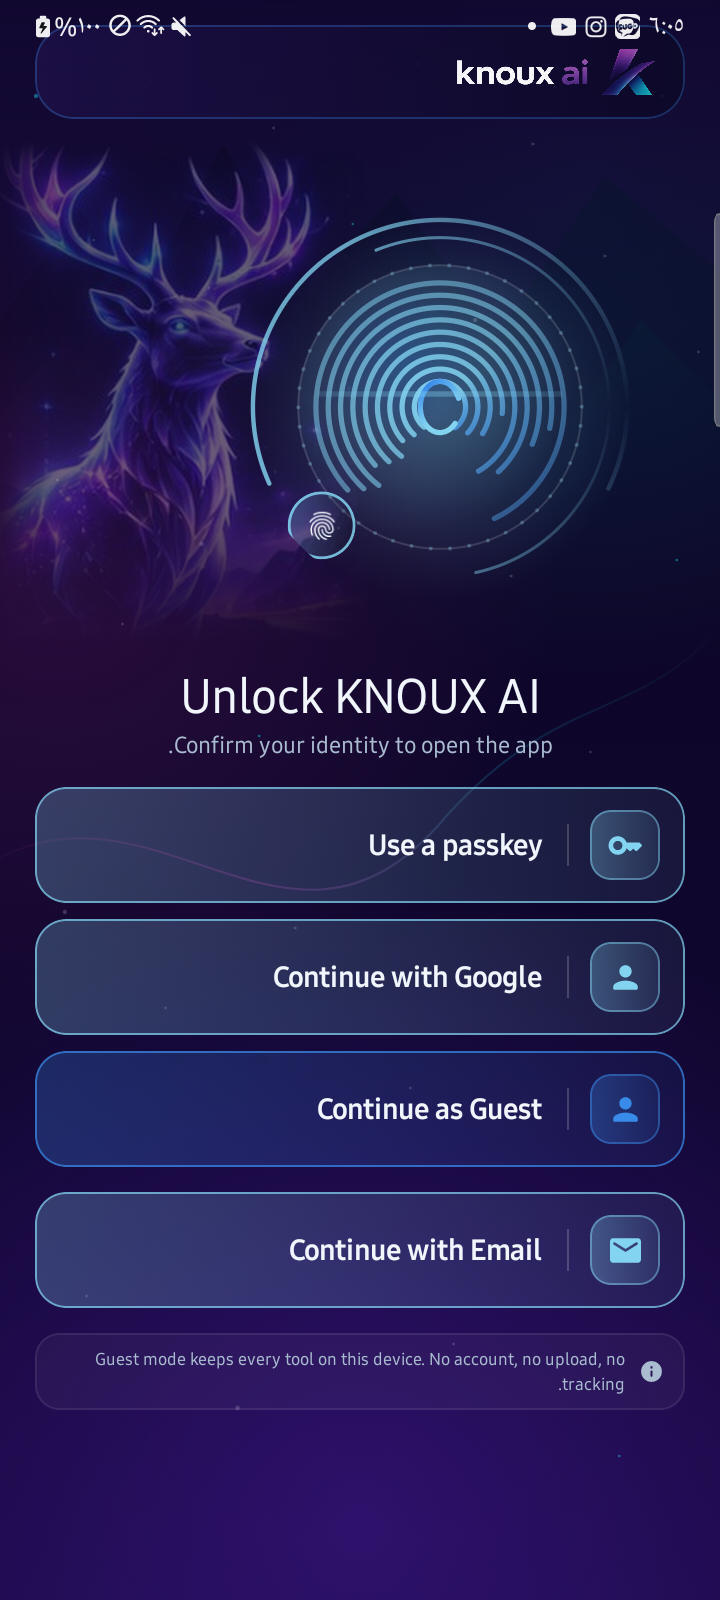 %١٠٠ ٦:٠٥
knoux ai
Unlock KNOUX AI
.Confirm your identity to open the app
Use a passkey
Continue with Google
Continue as Guest
Continue with Email
Guest mode keeps every tool on this device. No account, no upload, no
.tracking